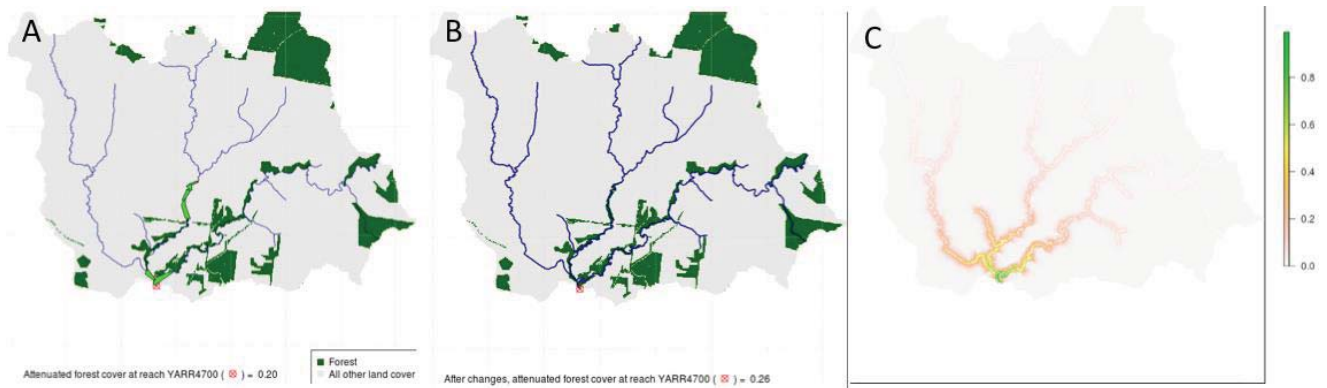 A
B
C
Forest
All other land cover
Attenuated forest cover at reach YARR4700 ( ) = 0.20
After changes, attenuated forest cover at reach YARR4700 ( ) = 0.26
0.8
0.6
0.4
0.2
0.0